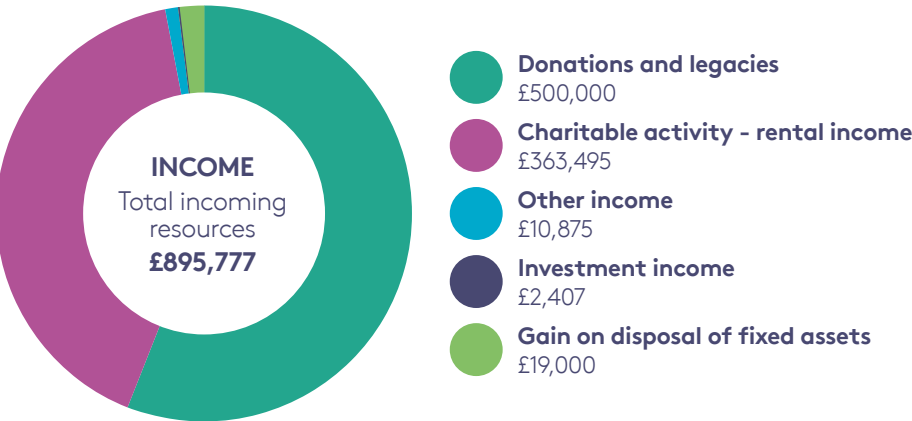 INCOME
Total incoming
resources
£895,777
Donations and legacies
£500,000
Charitable activity - rental income
£363,495
Other income
£10,875
Investment income
£2,407
Gain on disposal of fixed assets
£19,000